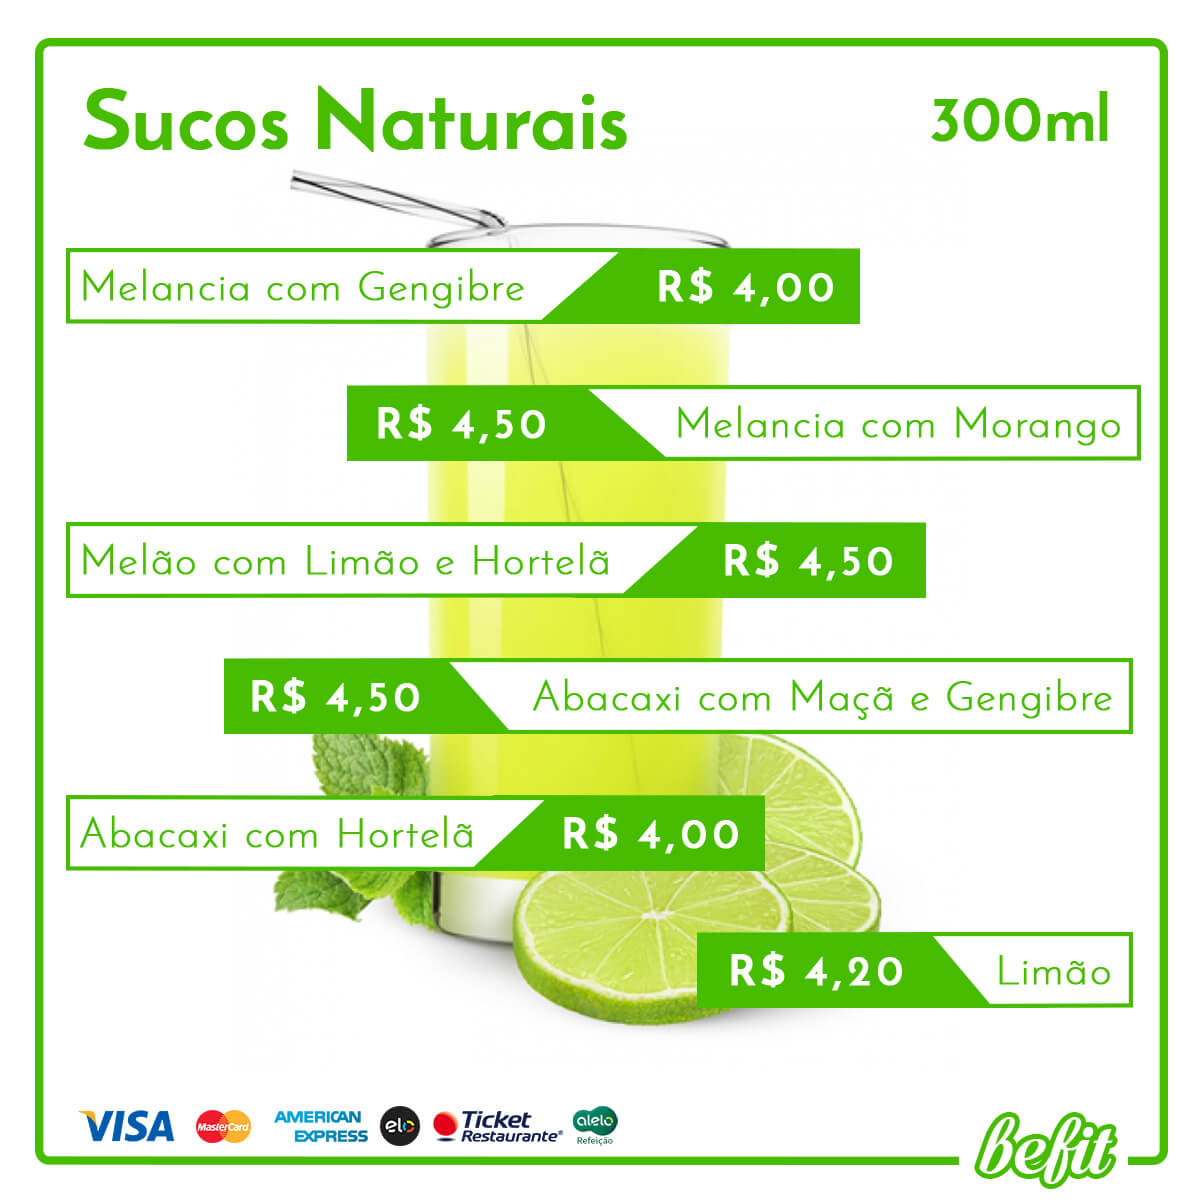 Sucos Naturais
300ml
Melancia com Gengibre R$ 4,00
R$ 4,50 Melancia com Morango
Melão com Limão e Hortelã R$ 4,50
R$ 4,50 Abacaxi com Maçã e Gengibre
Abacaxi com Hortelã R$ 4,00
R$ 4,20 Limão
VISA
MasterCard
AMERICAN
EXPRESS
elo
Ticket
Restaurante®
alelo
Refeição
befit